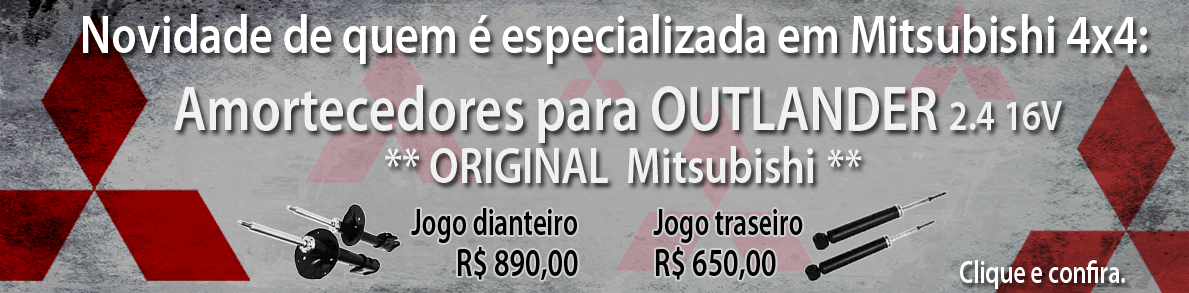 Novidade de quem é especializada em Mitsubishi 4x4:
Amortecedores para OUTLANDER 2.4 16V
** ORIGINAL Mitsubishi **
Jogo dianteiro
R$ 890,00
Jogo traseiro
R$ 650,00
Clique e confira.